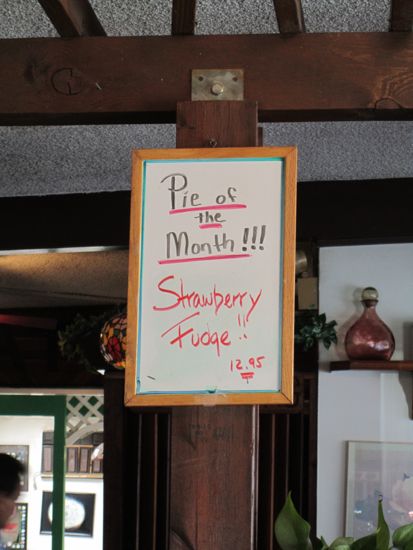 Pie of
the
Month!!!
Strawberry
Fudge!!
12.95